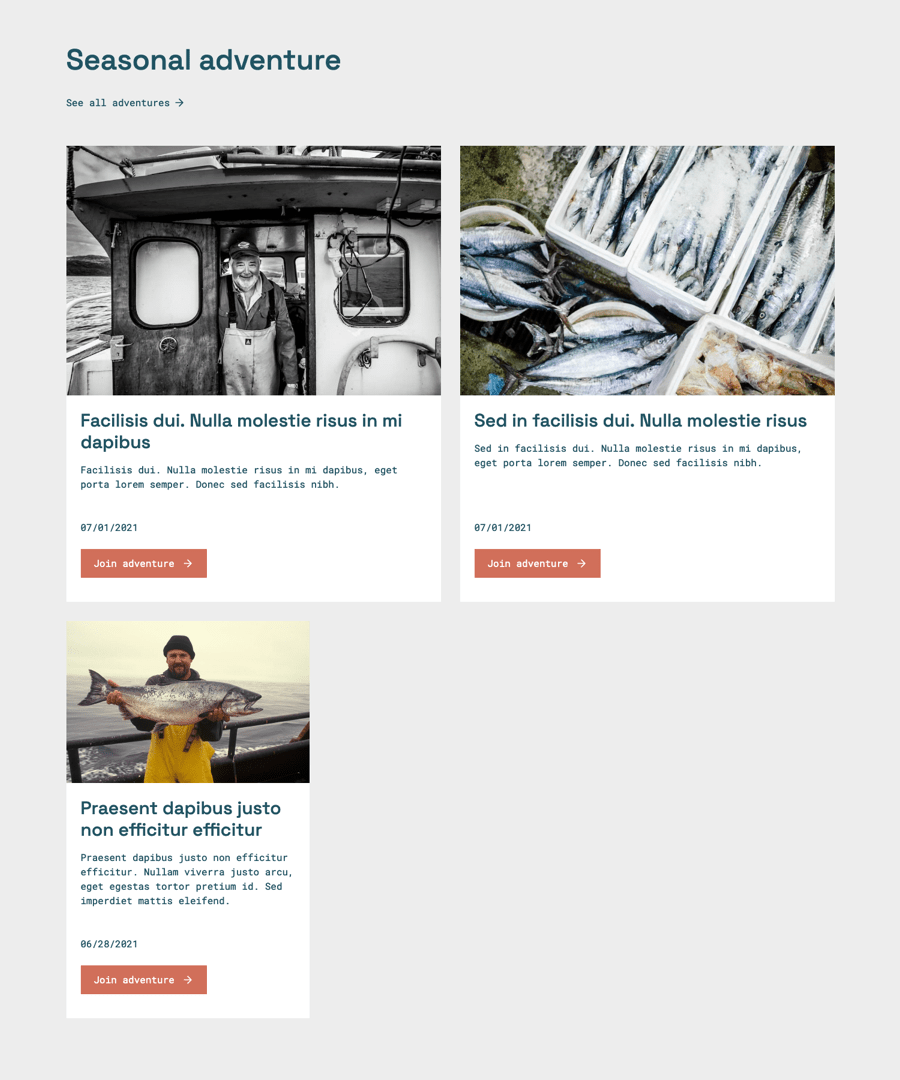 Seasonal adventure
See all adventures →
Facilisis dui. Nulla molestie risus in mi
dapibus
Facilisis dui. Nulla molestie risus in mi dapibus, eget
porta lorem semper. Donec sed facilisis nibh.
07/01/2021
Join adventure →
Sed in facilisis dui. Nulla molestie risus
Sed in facilisis dui. Nulla molestie risus in mi dapibus,
eget porta lorem semper. Donec sed facilisis nibh.
07/01/2021
Join adventure →
Praesent dapibus justo
non efficitur efficitur
Praesent dapibus justo non efficitur
efficitur. Nullam viverra justo arcu,
eget egestas tortor pretium id. Sed
imperdiet mattis eleifend.
06/28/2021
Join adventure →